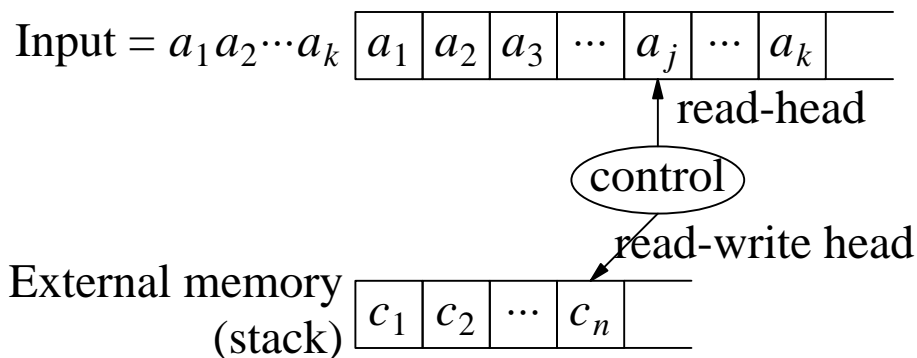 Input = a₁a₂···aₖ a₁ a₂ a₃ ··· aⱼ ··· aₖ
read-head
control
read-write head
External memory
(stack) c₁ c₂ ··· cₙ